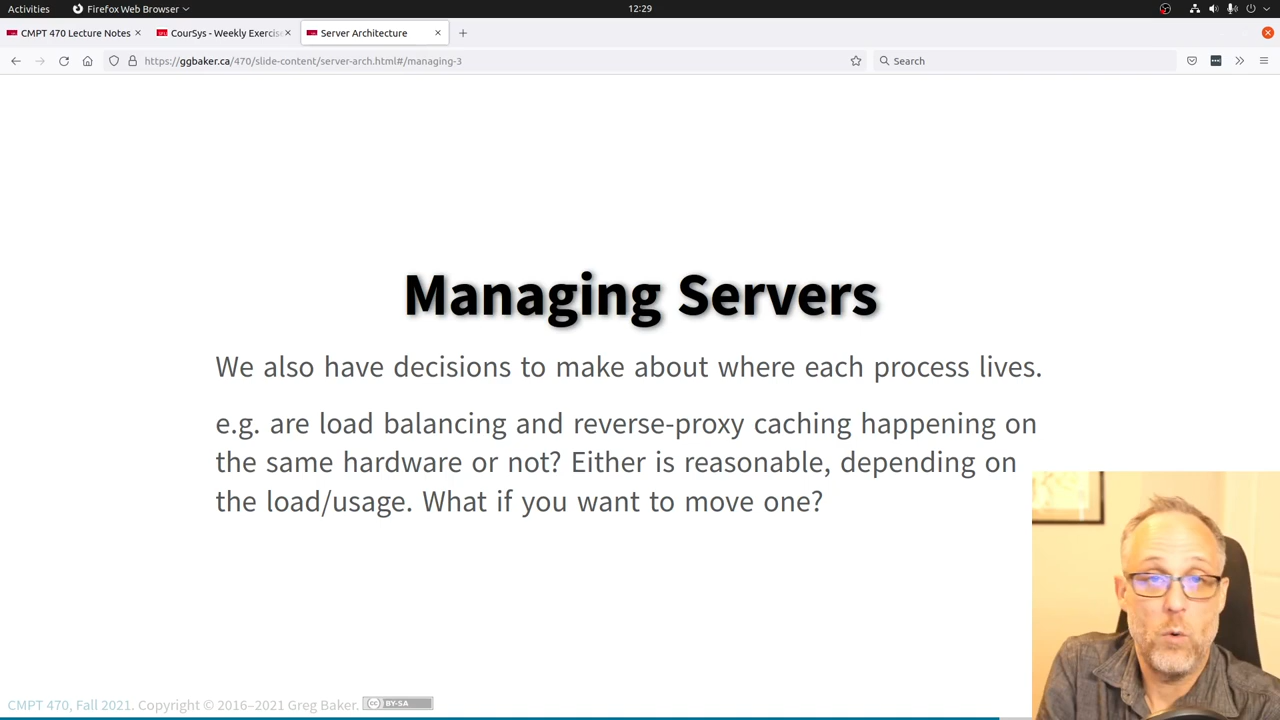 Activities
Firefox Web Browser
12:29
CMPT 470 Lecture Notes
CourSys - Weekly Exercise
Server Architecture
https://ggbaker.ca/470/slide-content/server-arch.html#/managing-3
Search
Managing Servers
We also have decisions to make about where each process lives.
e.g. are load balancing and reverse-proxy caching happening on
the same hardware or not? Either is reasonable, depending on
the load/usage. What if you want to move one?
CMPT 470, Fall 2021. Copyright © 2016–2021 Greg Baker.
BY-SA